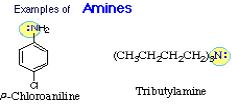 Examples of Amines
:NH2
(CH3CH2CH2CH2)3N:
Cl
p-Chloroaniline
Tributylamine